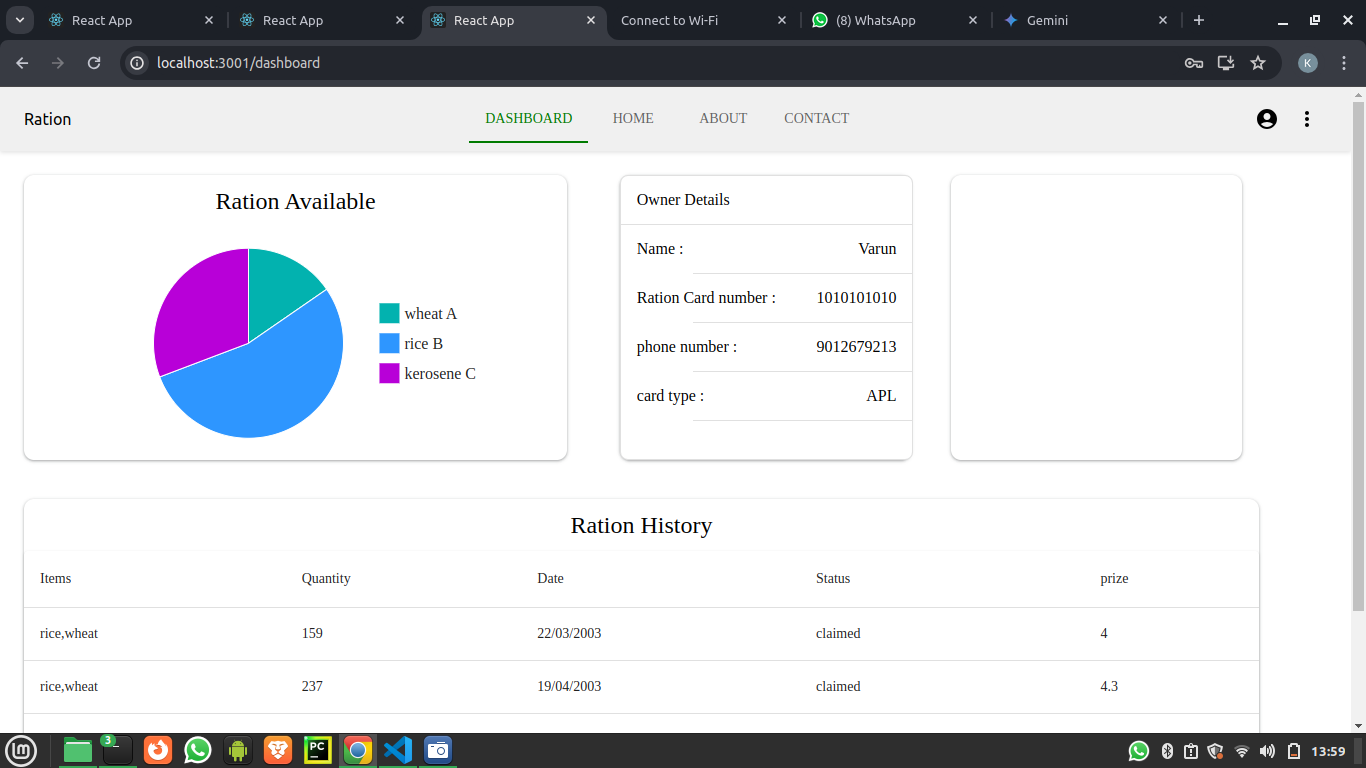 React App
React App
React App
Connect to Wi-Fi
(8) WhatsApp
Gemini
localhost:3001/dashboard
K
Ration
DASHBOARD HOME ABOUT CONTACT
Ration Available
wheat A
rice B
kerosene C
Owner Details
Name : Varun
Ration Card number : 1010101010
phone number : 9012679213
card type : APL
Ration History
Items Quantity Date Status prize
rice,wheat 159 22/03/2003 claimed 4
rice,wheat 237 19/04/2003 claimed 4.3
3
PC
13:59